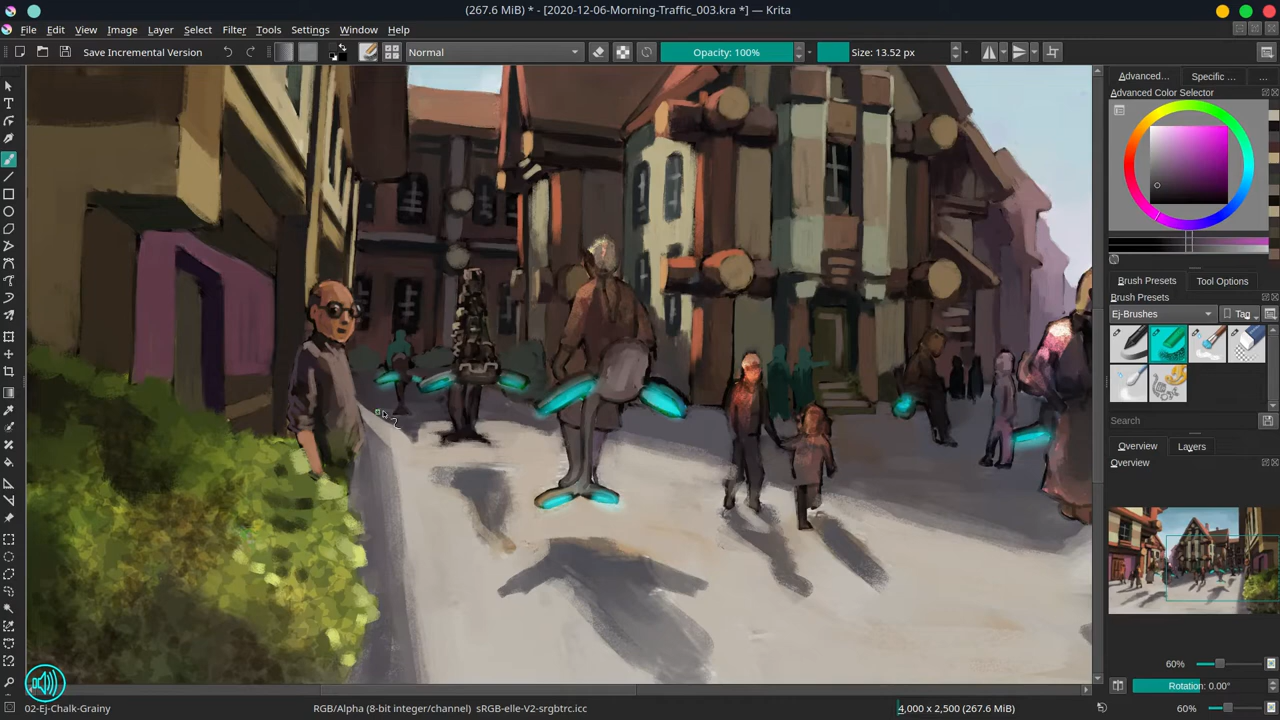 (267.6 MiB) * - [2020-12-06-Morning-Traffic_003.kra *] — Krita
File Edit View Image Layer Select Filter Tools Settings Window Help
Save Incremental Version Normal Opacity: 100% Size: 13.52 px
Advanced... Specific ... ...
Advanced Color Selector
Brush Presets Tool Options
Brush Presets
Ej-Brushes Tag
Search
Overview Layers
Overview
60%
Rotation: 0.00°
02-Ej-Chalk-Grainy RGB/Alpha (8-bit integer/channel) sRGB-elle-V2-srgbtrc.icc 4,000 x 2,500 (267.6 MiB) 60%